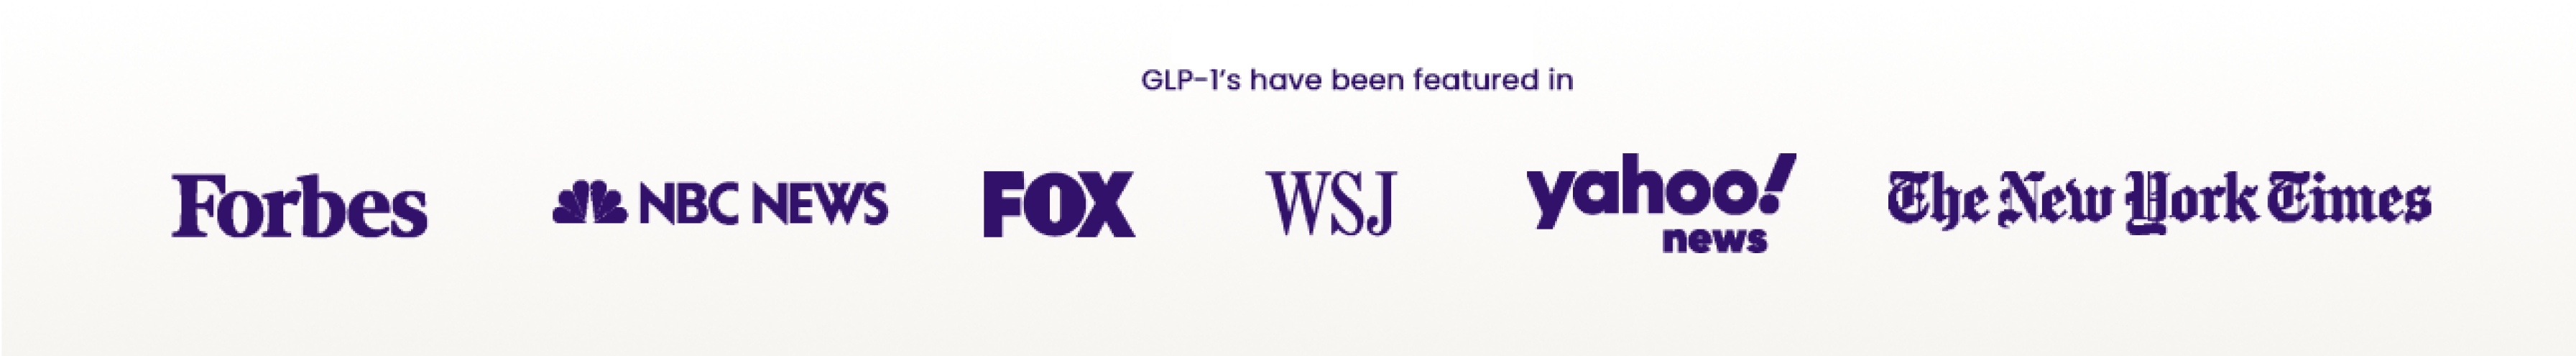 GLP-1's have been featured in
Forbes NBC NEWS FOX WSJ yahoo! news The New York Times